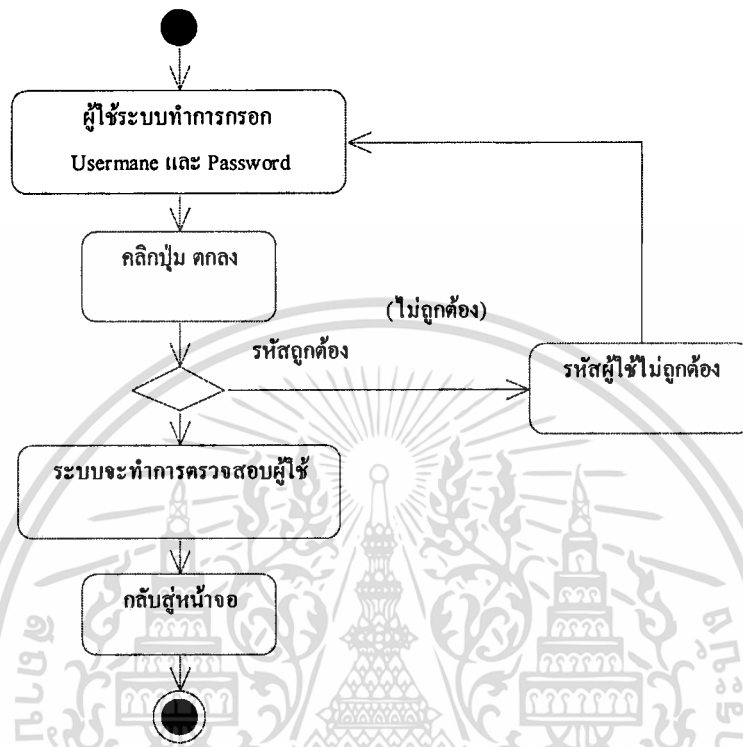 ผู้ใช้ระบบทำการกรอก
Usermane และ Password
คลิกปุ่ม ตกลง
(ไม่ถูกต้อง)
รหัสถูกต้อง
รหัสผู้ใช้ไม่ถูกต้อง
ระบบจะทำการตรวจสอบผู้ใช้
กลับสู่หน้าจอ